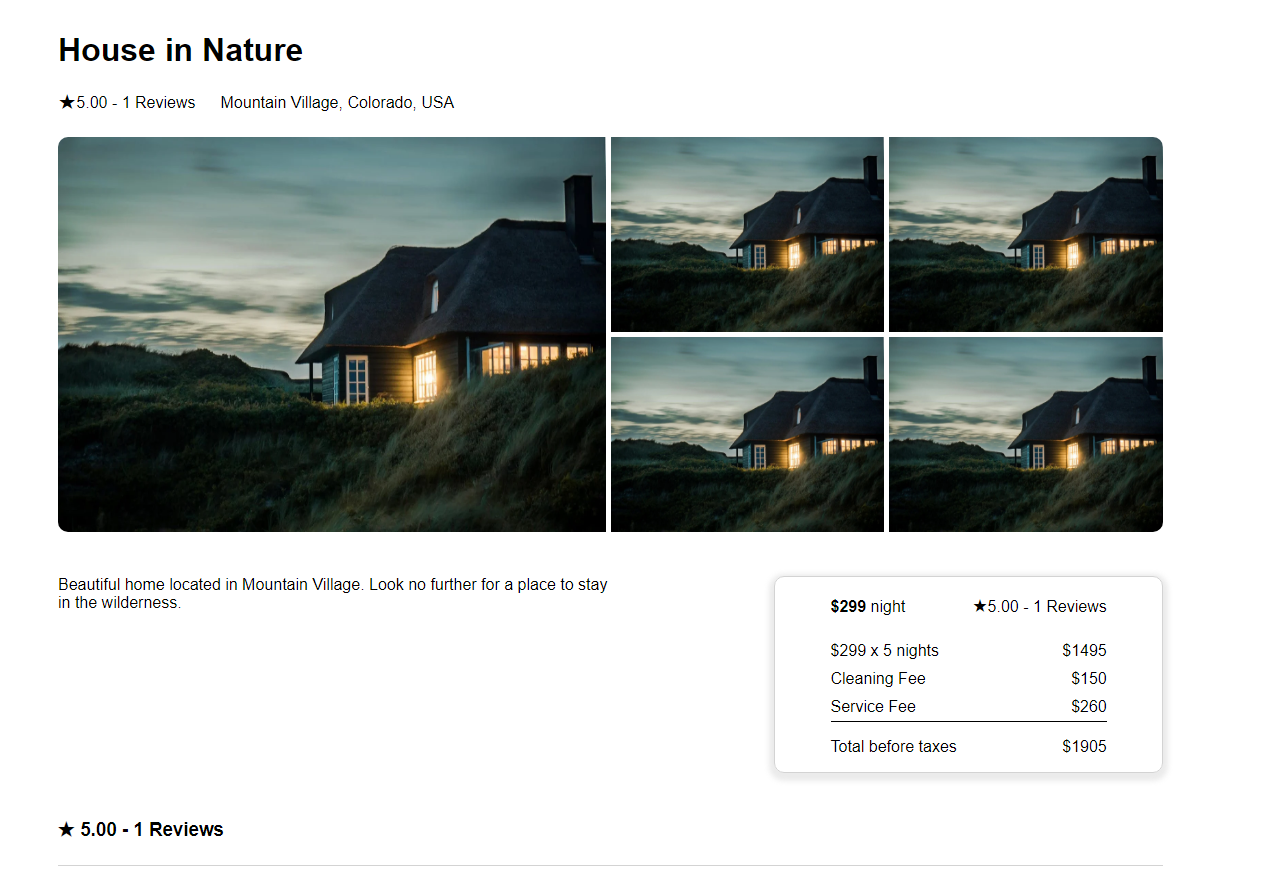 House in Nature
★5.00 - 1 Reviews Mountain Village, Colorado, USA
Beautiful home located in Mountain Village. Look no further for a place to stay
in the wilderness.
$299 night ★5.00 - 1 Reviews
$299 x 5 nights $1495
Cleaning Fee $150
Service Fee $260
Total before taxes $1905
★ 5.00 - 1 Reviews